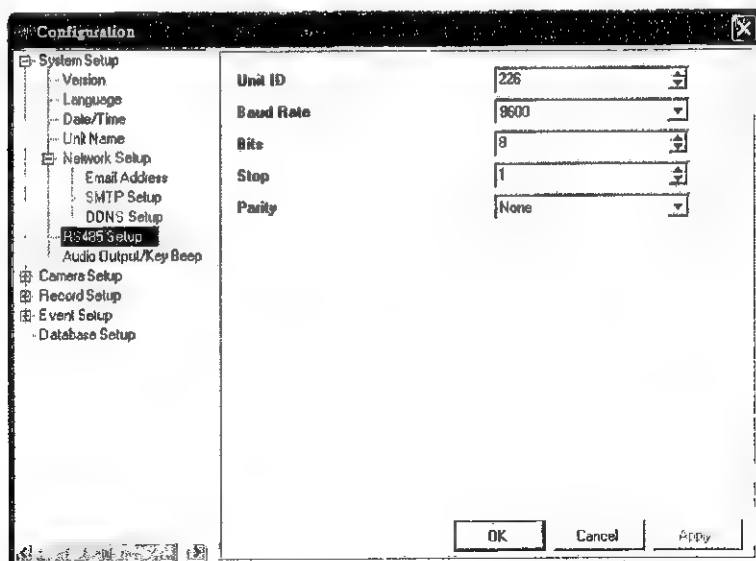 Configuration
System Setup
Version
Language
Date/Time
Unit Name
Network Setup
Email Address
SMTP Setup
DDNS Setup
RS485 Setup
Audio Output/Key Beep
Camera Setup
Record Setup
Event Setup
Database Setup
Unit ID 226
Baud Rate 9600
Bits 8
Stop 1
Parity None
OK Cancel Apply